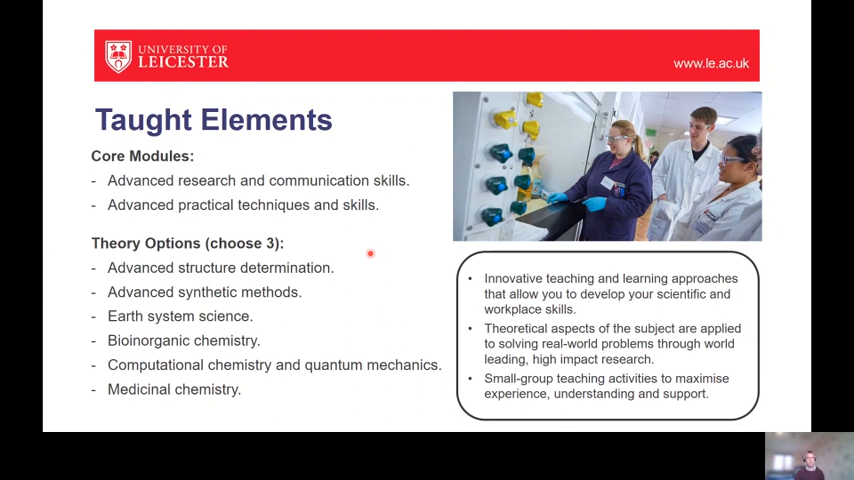 UNIVERSITY OF
LEICESTER
www.le.ac.uk
Taught Elements
Core Modules:
- Advanced research and communication skills.
- Advanced practical techniques and skills.
Theory Options (choose 3):
- Advanced structure determination.
- Advanced synthetic methods.
- Earth system science.
- Bioinorganic chemistry.
- Computational chemistry and quantum mechanics.
- Medicinal chemistry.
• Innovative teaching and learning approaches
that allow you to develop your scientific and
workplace skills.
• Theoretical aspects of the subject are applied
to solving real-world problems through world
leading, high impact research.
• Small-group teaching activities to maximise
experience, understanding and support.